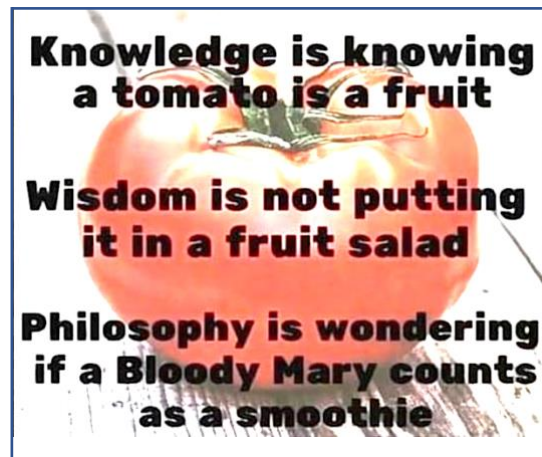 Knowledge is knowing
a tomato is a fruit
Wisdom is not putting
it in a fruit salad
Philosophy is wondering
if a Bloody Mary counts
as a smoothie